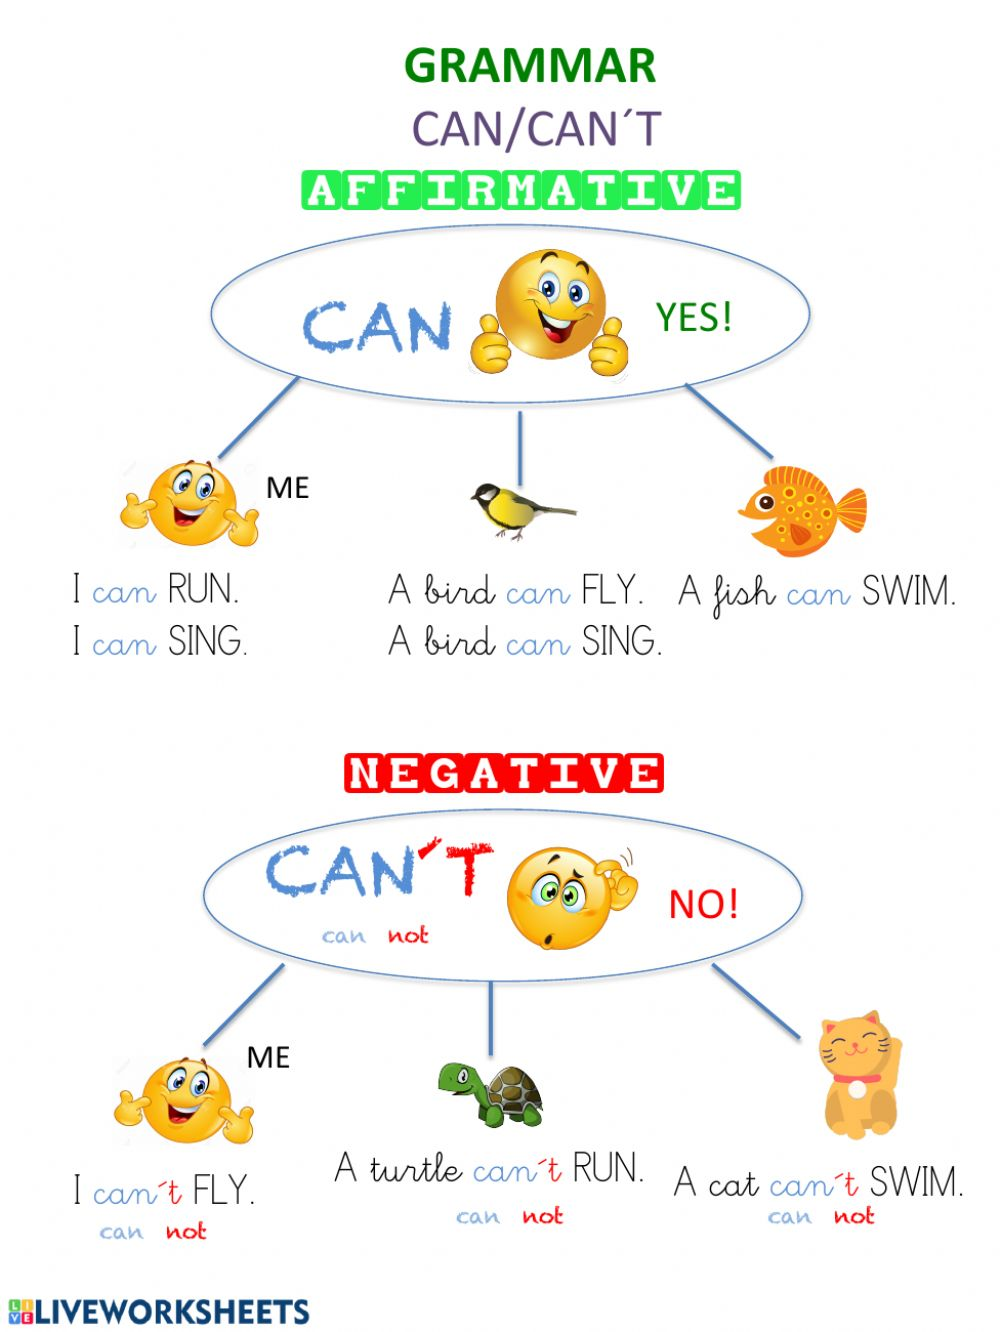 GRAMMAR
CAN/CAN´T
AFFIRMATIVE
CAN YES!
ME
I can RUN.
I can SING.
A bird can FLY.
A bird can SING.
A fish can SWIM.
NEGATIVE
CAN´T NO!
can not
ME
I can´t FLY.
can not
A turtle can´t RUN.
can not
A cat can´t SWIM.
can not
LIVE LIVEWORKSHEETS